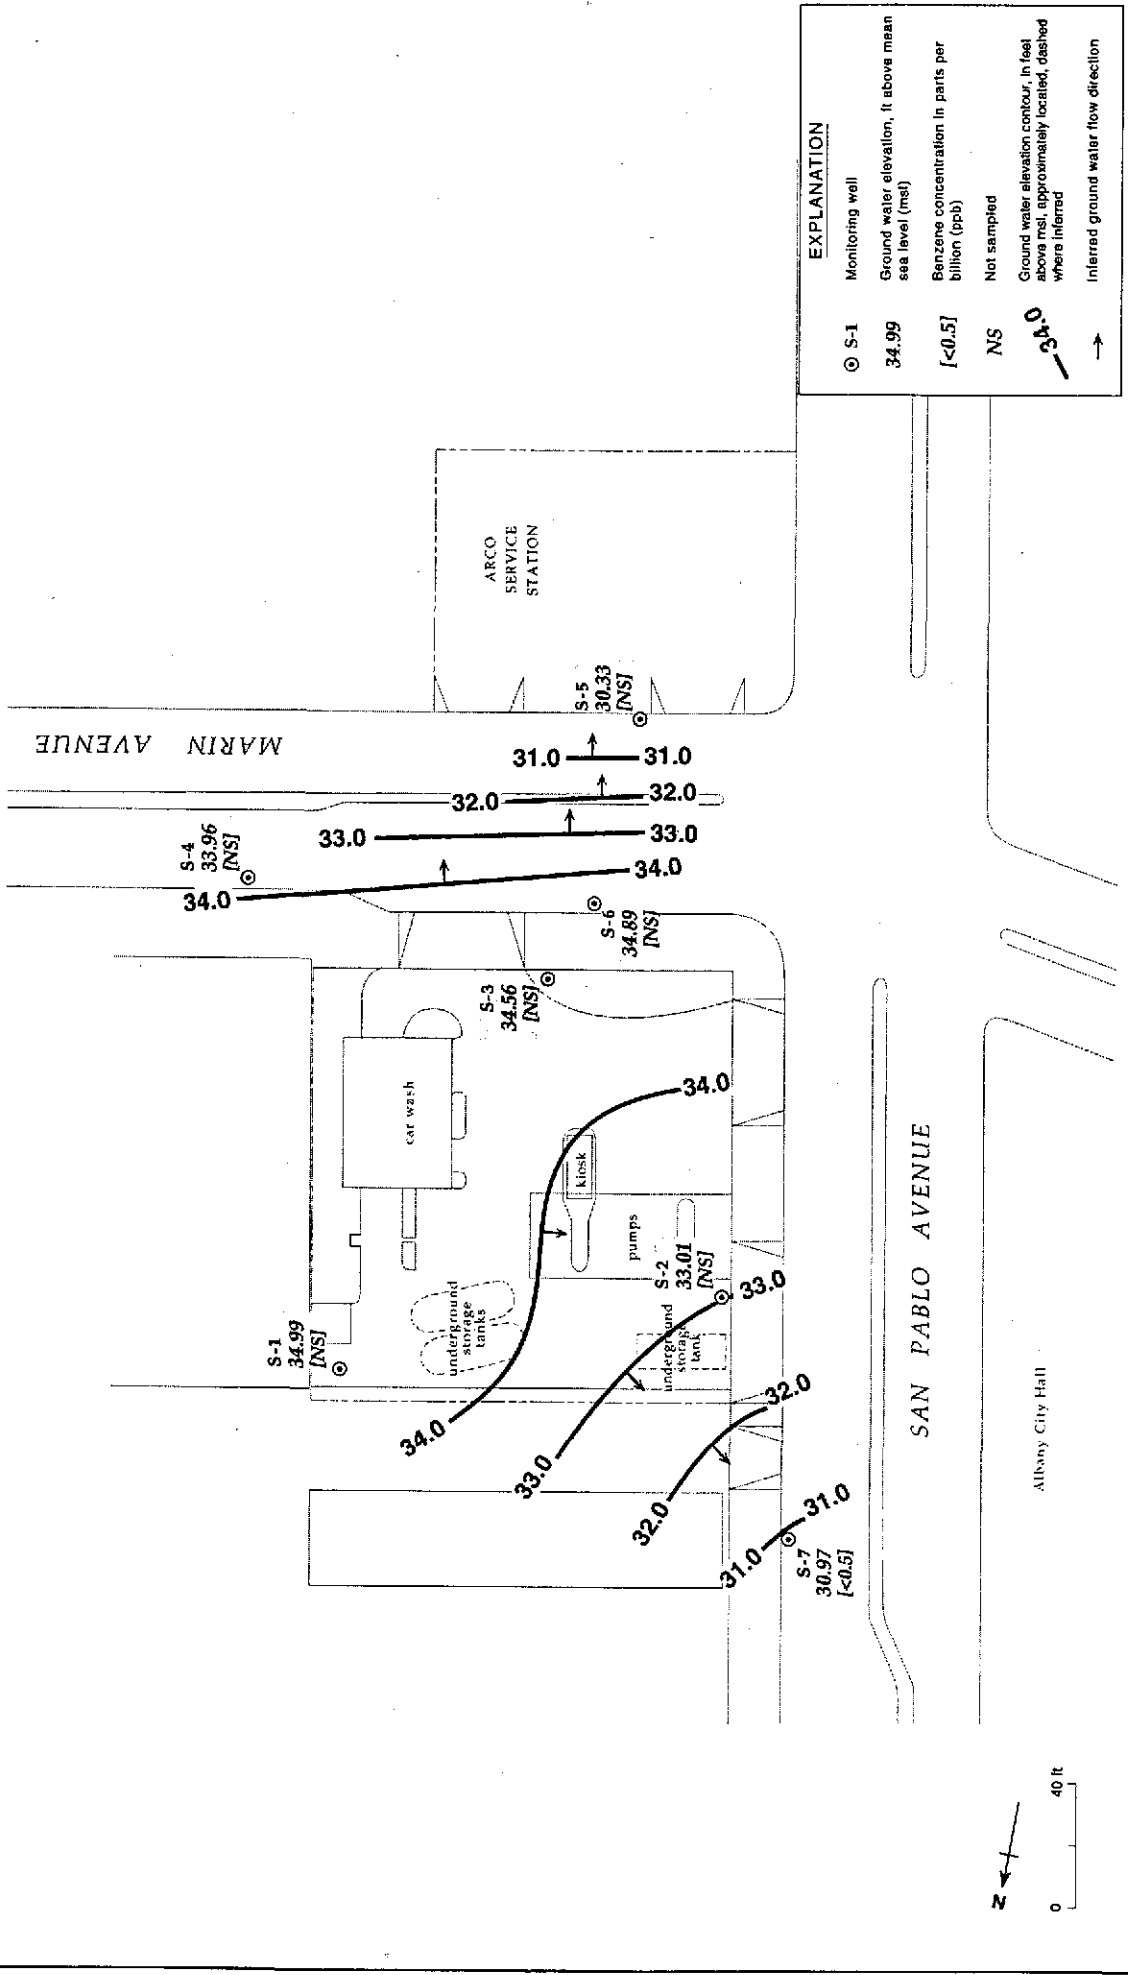 EXPLANATION
S-1 Monitoring well
34.99 Ground water elevation, ft above mean
sea level (msl)
[<0.5] Benzene concentration in parts per
billion (ppb)
NS Not sampled
34.0 Ground water elevation contour, in feet
above msl, approximately located, dashed
where inferred
Inferred ground water flow direction
MARIN AVENUE
ARCO
SERVICE
STATION
S-5
30.33
[NS]
31.0
31.0
32.0
32.0
33.0
33.0
34.0
34.0
S-4
33.96
[NS]
S-6
34.89
[NS]
S-3
34.56
[NS]
car wash
kiosk
pumps
34.0
34.0
S-2
33.01
[NS]
underground
storage
tanks
underground
storage
tank
S-1
34.99
[NS]
33.0
33.0
32.0
32.0
31.0
31.0
S-7
30.97
[<0.5]
SAN PABLO AVENUE
Albany City Hall
N
0 40 ft